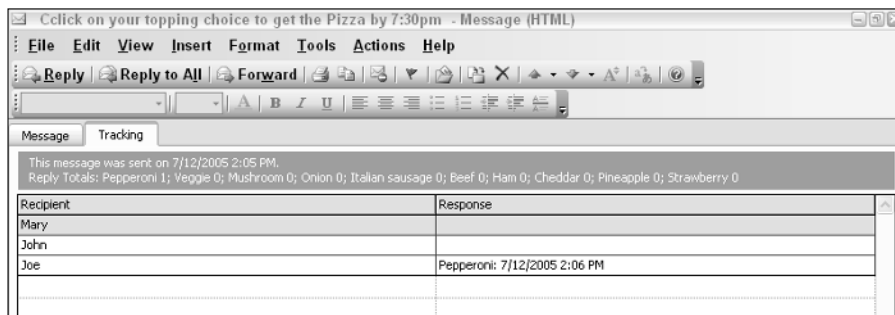 Cclick on your topping choice to get the Pizza by 7:30pm - Message (HTML)
File Edit View Insert Format Tools Actions Help
Reply Reply to All Forward
A B I U
Message Tracking
This message was sent on 7/12/2005 2:05 PM.
Reply Totals: Pepperoni 1; Veggie 0; Mushroom 0; Onion 0; Italian sausage 0; Beef 0; Ham 0; Cheddar 0; Pineapple 0; Strawberry 0
Recipient Response
Mary
John
Joe Pepperoni: 7/12/2005 2:06 PM